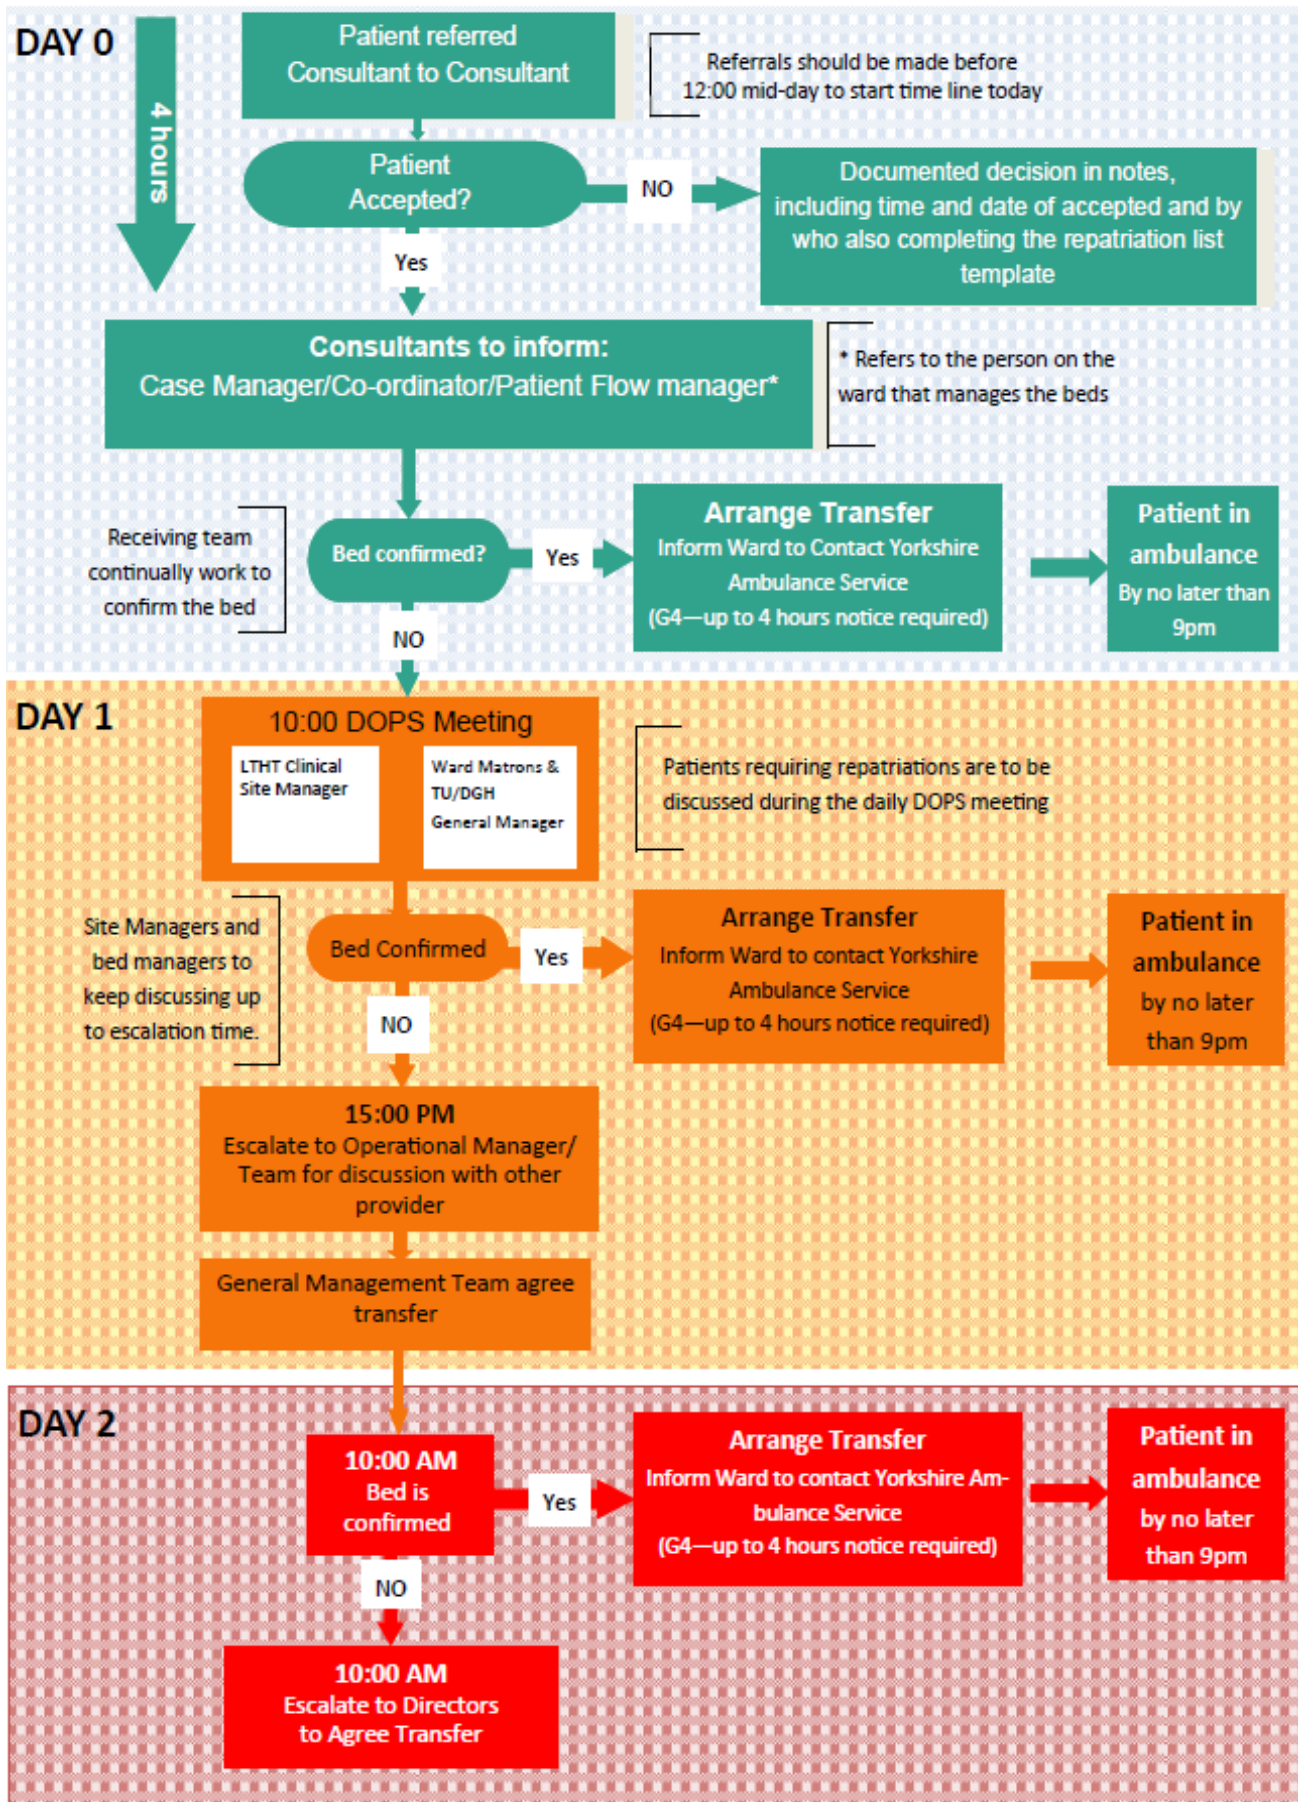 DAY 0
4 hours
Patient referred
Consultant to Consultant
Referrals should be made before
12:00 mid-day to start time line today
Patient
Accepted?
NO
Documented decision in notes,
including time and date of accepted and by
who also completing the repatriation list
template
Yes
Consultants to inform:
Case Manager/Co-ordinator/Patient Flow manager*
* Refers to the person on the
ward that manages the beds
Receiving team
continually work to
confirm the bed
Bed confirmed?
Yes
Arrange Transfer
Inform Ward to Contact Yorkshire
Ambulance Service
(G4—up to 4 hours notice required)
Patient in
ambulance
By no later than
9pm
NO
DAY 1
10:00 DOPS Meeting
LTHT Clinical
Site Manager
Ward Matrons &
TU/DGH
General Manager
Patients requiring repatriations are to be
discussed during the daily DOPS meeting
Site Managers and
bed managers to
keep discussing up
to escalation time.
Bed Confirmed
Yes
Arrange Transfer
Inform Ward to contact Yorkshire
Ambulance Service
(G4—up to 4 hours notice required)
Patient in
ambulance
by no later
than 9pm
NO
15:00 PM
Escalate to Operational Manager/
Team for discussion with other
provider
General Management Team agree
transfer
DAY 2
10:00 AM
Bed is
confirmed
Yes
Arrange Transfer
Inform Ward to contact Yorkshire Am-
bulance Service
(G4—up to 4 hours notice required)
Patient in
ambulance
by no later
than 9pm
NO
10:00 AM
Escalate to Directors
to Agree Transfer